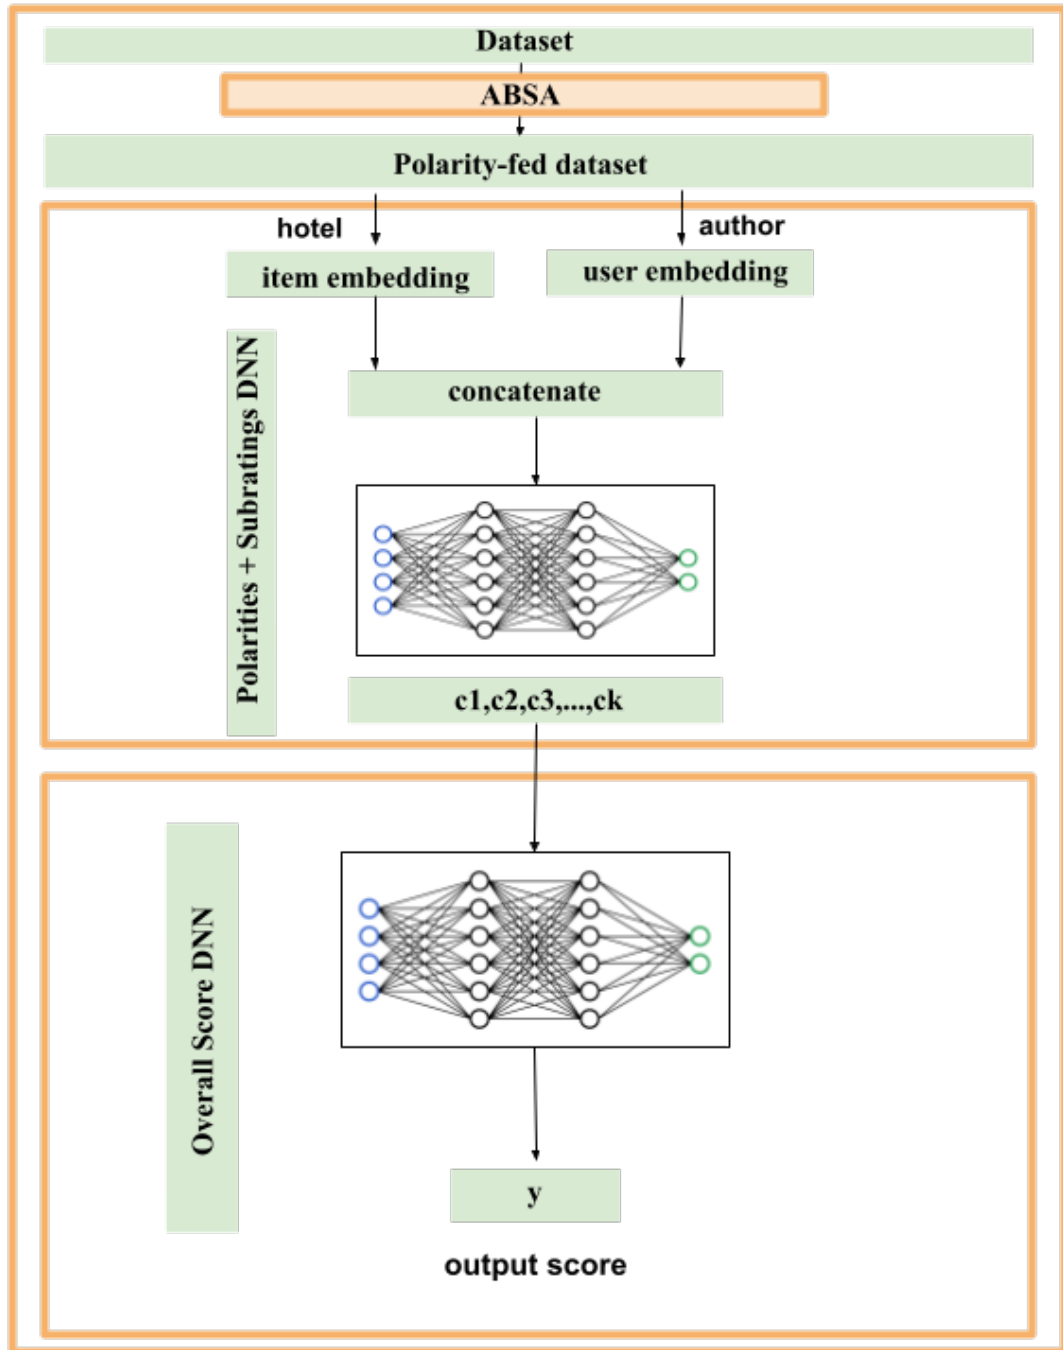 Dataset
ABSA
Polarity-fed dataset
hotel
author
item embedding
user embedding
concatenate
Polarities + Subratings DNN
c1,c2,c3,...,ck
Overall Score DNN
y
output score